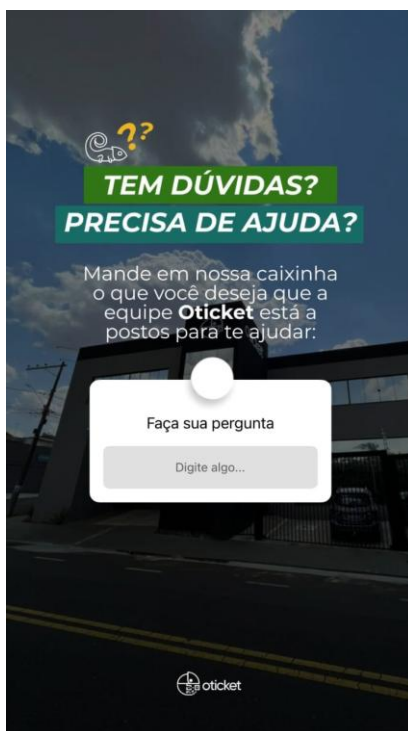 ??
TEM DÚVIDAS?
PRECISA DE AJUDA?
Mande em nossa caixinha
o que você deseja que a
equipe Oticket está a
postos para te ajudar:
Faça sua pergunta
Digite algo...
oticket